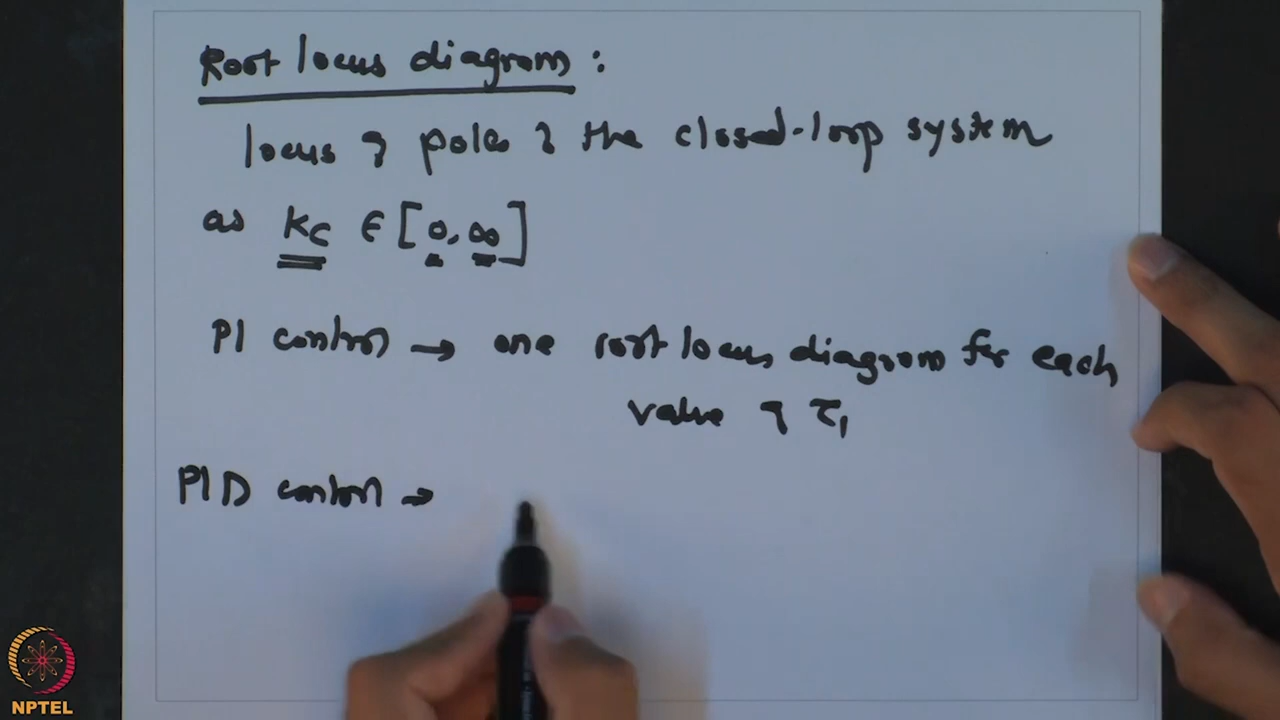 Root locus diagram :
locus of poles of the closed-loop system
as Kc ∈ [0, ∞]
PI control → one root locus diagram for each
value of τI
PID control →
NPTEL